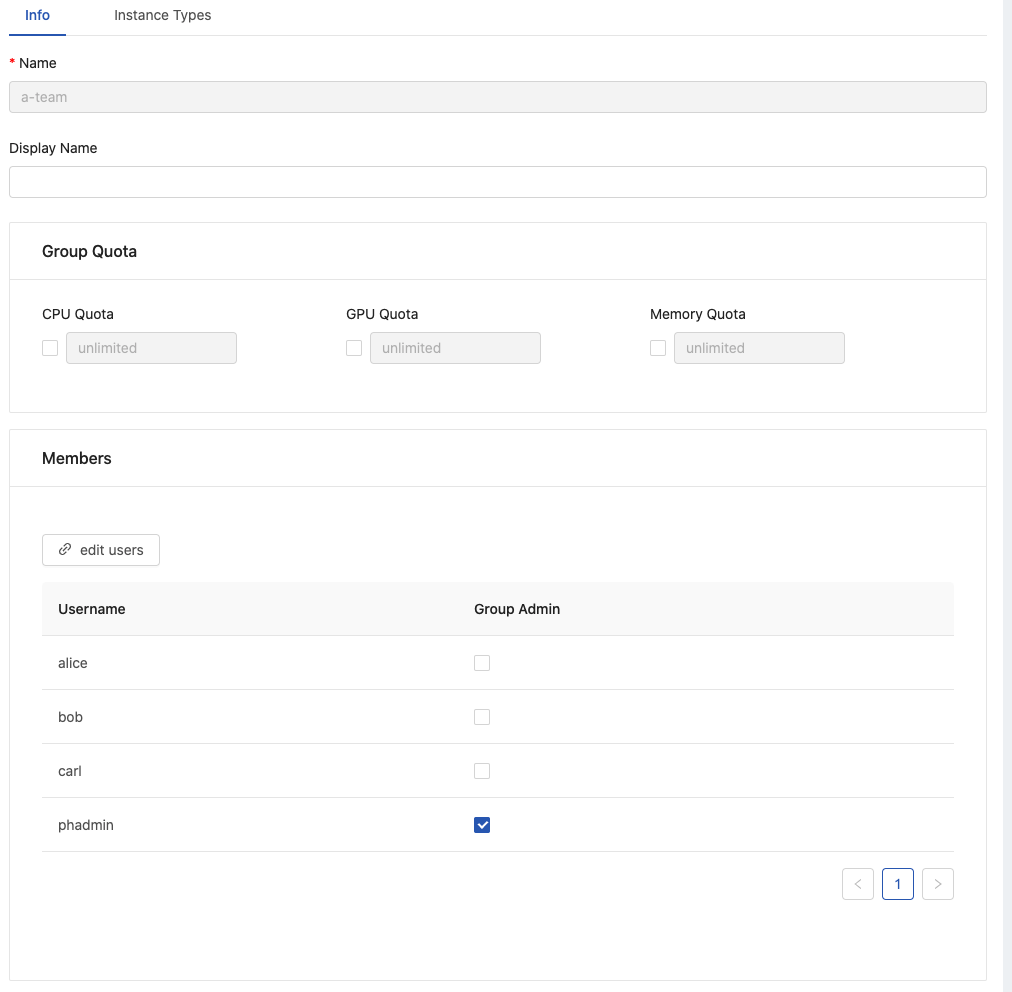 Info Instance Types
* Name
a-team
Display Name
Group Quota
CPU Quota GPU Quota Memory Quota
unlimited unlimited unlimited
Members
edit users
Username Group Admin
alice
bob
carl
phadmin
< 1 >